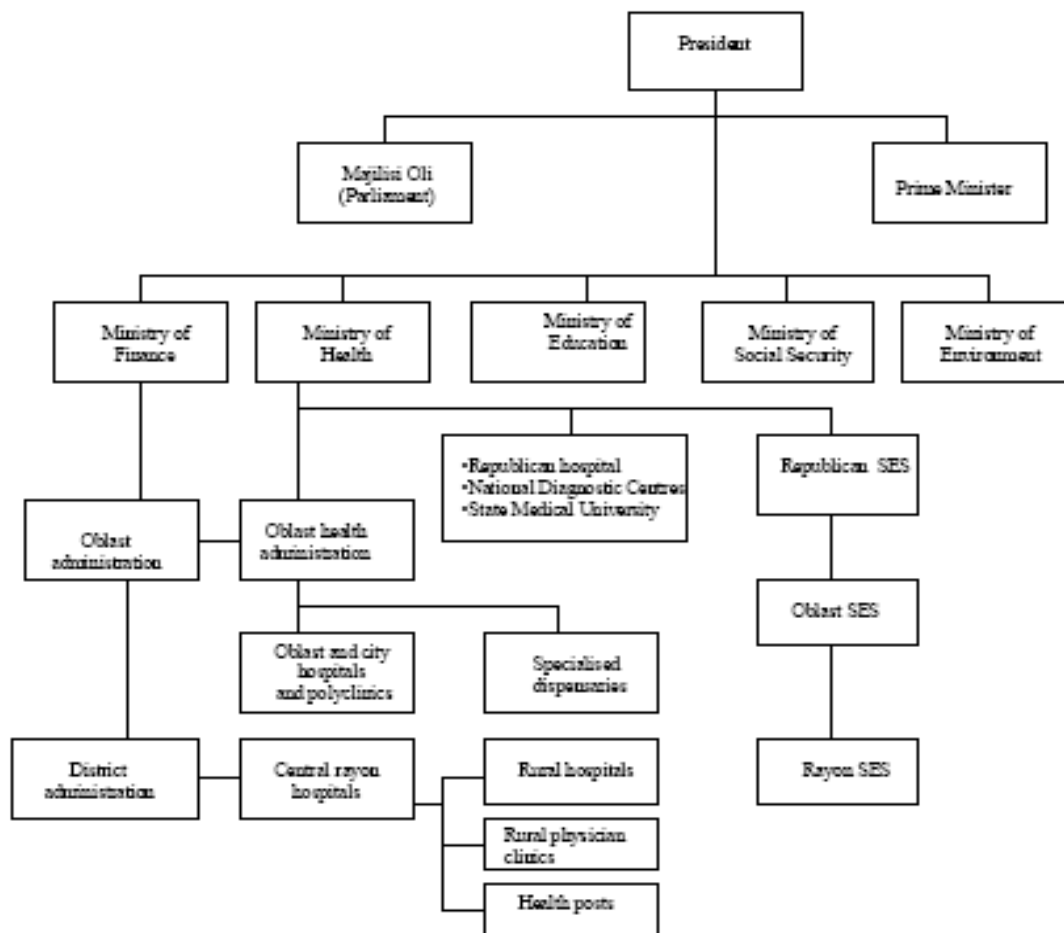 President
Majilisi Oli
(Parliament)
Prime Minister
Ministry of
Finance
Ministry of
Health
Ministry of
Education
Ministry of
Social Security
Ministry of
Environment
•Republican hospital
•National Diagnostic Centres
•State Medical University
Republican SES
Oblast
administration
Oblast health
administration
Oblast SES
Oblast and city
hospitals
and polyclinics
Specialised
dispensaries
District
administration
Central rayon
hospitals
Rural hospitals
Rayon SES
Rural physician
clinics
Health posts